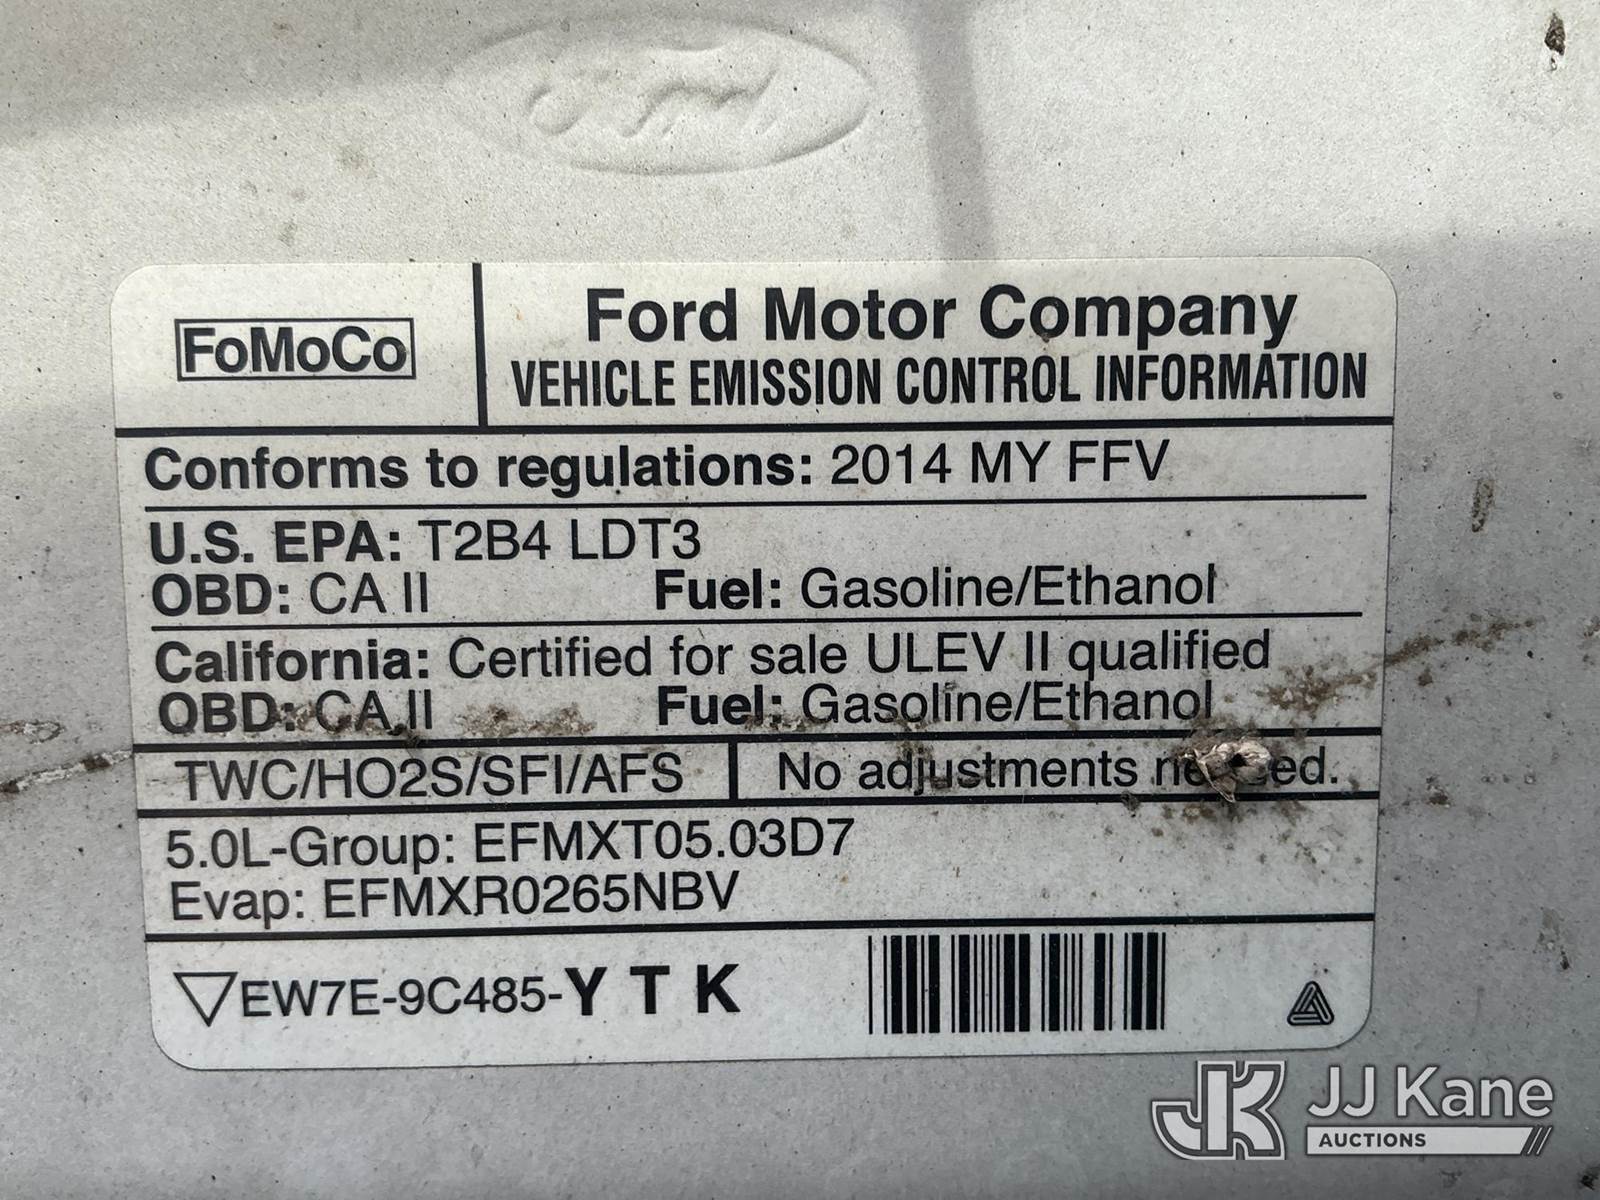 Ford
FoMoCo
Ford Motor Company
VEHICLE EMISSION CONTROL INFORMATION
Conforms to regulations: 2014 MY FFV
U.S. EPA: T2B4 LDT3
OBD: CA II Fuel: Gasoline/Ethanol
California: Certified for sale ULEV II qualified
OBD: CA II Fuel: Gasoline/Ethanol
TWC/HO2S/SFI/AFS No adjustments needed.
5.0L-Group: EFMXT05.03D7
Evap: EFMXR0265NBV
EW7E-9C485-Y T K
JK JJ Kane
AUCTIONS